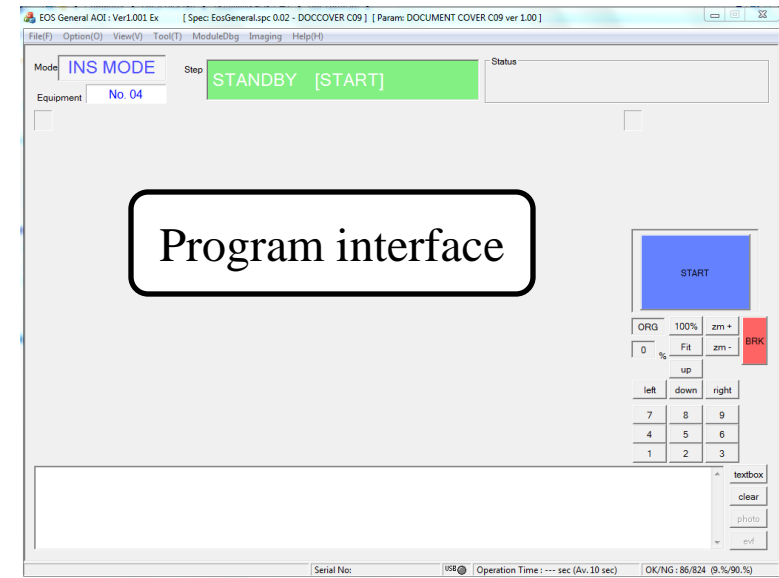 EOS General AOI : Ver1.001 Ex [ Spec: EosGeneral.spc 0.02 - DOCCOVER C09 ] [ Param: DOCUMENT COVER C09 ver 1.00 ]
File(F) Option(O) View(V) Tool(T) ModuleDbg Imaging Help(H)
Mode INS MODE Step STANDBY [START] Status
Equipment No. 04
Program interface
START
ORG 100% zm + BRK
0 % Fit zm -
up
left down right
7 8 9
4 5 6
1 2 3
textbox
clear
photo
evf
Serial No: USB Operation Time : --- sec (Av. 10 sec) OK/NG : 86/824 (9.%/90.%)